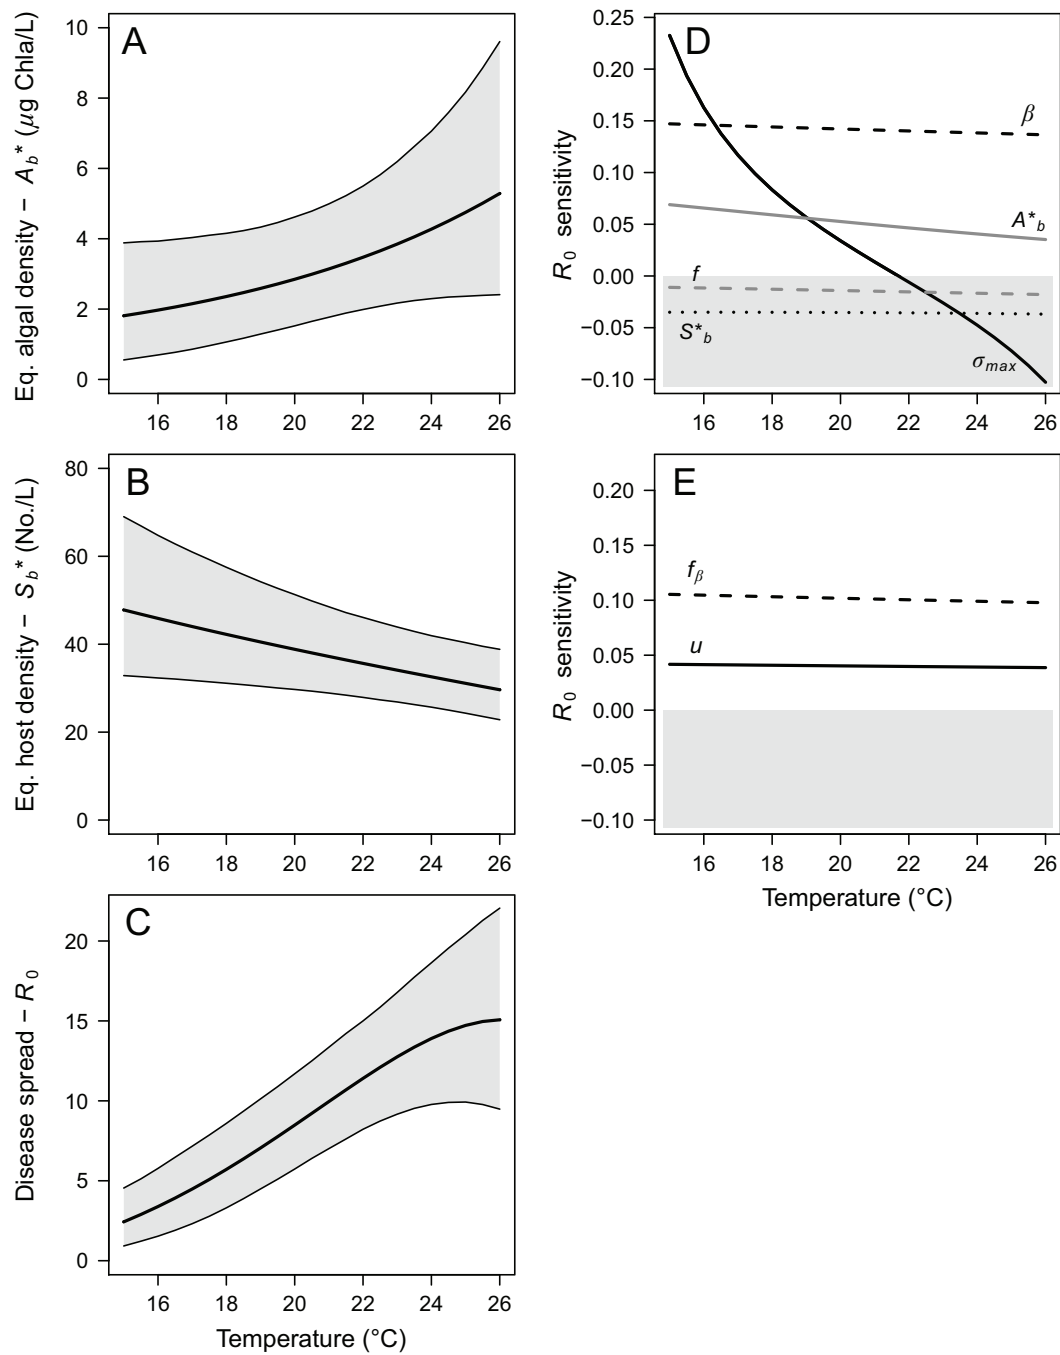 A
Eq. algal density − A_b* (μg Chla/L)
10
8
6
4
2
0
16 18 20 22 24 26
B
Eq. host density − S_b* (No./L)
80
60
40
20
0
16 18 20 22 24 26
C
Disease spread − R_0
20
15
10
5
0
16 18 20 22 24 26
Temperature (°C)
D
R_0 sensitivity
0.25
0.20
0.15
0.10
0.05
0.00
−0.05
−0.10
β
A*_b
f
S*_b
σ_max
16 18 20 22 24 26
E
R_0 sensitivity
0.20
0.15
0.10
0.05
0.00
−0.05
−0.10
f_β
u
16 18 20 22 24 26
Temperature (°C)